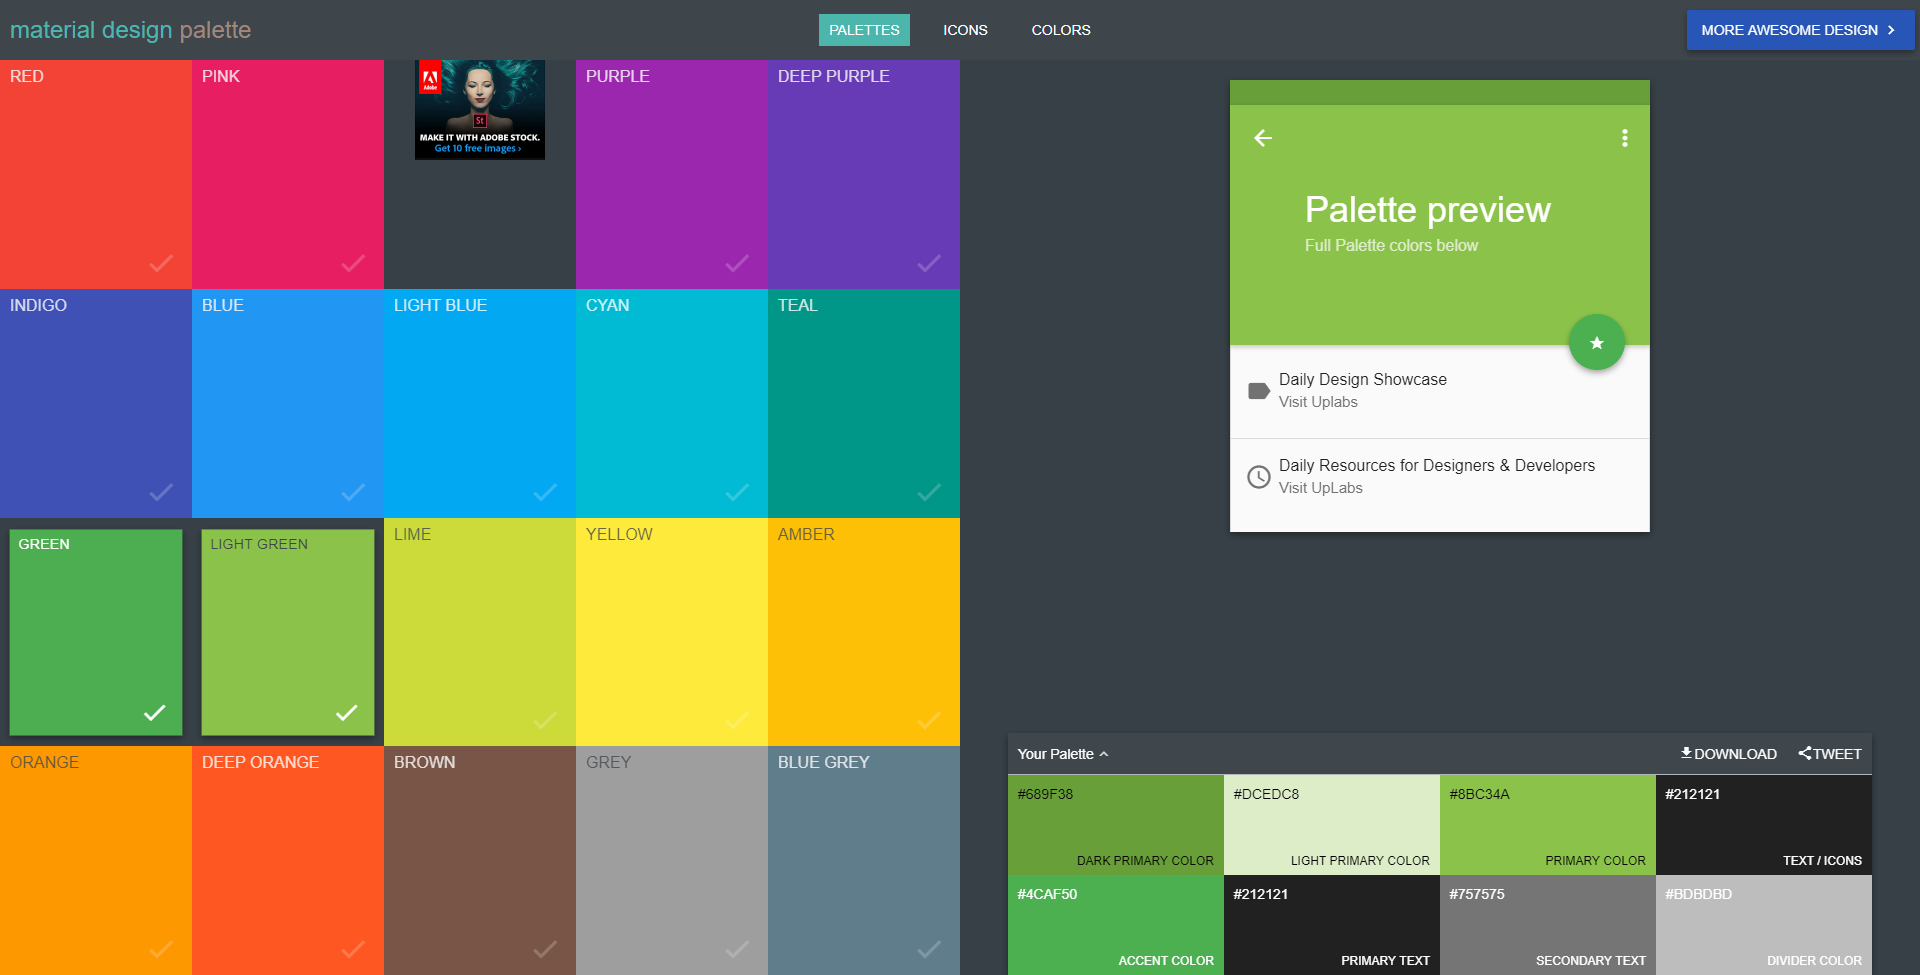 material design palette
PALETTES
ICONS
COLORS
MORE AWESOME DESIGN
RED
PINK
Adobe
St
MAKE IT WITH ADOBE STOCK.
Get 10 free images ›
PURPLE
DEEP PURPLE
INDIGO
BLUE
LIGHT BLUE
CYAN
TEAL
GREEN
LIGHT GREEN
LIME
YELLOW
AMBER
ORANGE
DEEP ORANGE
BROWN
GREY
BLUE GREY
Palette preview
Full Palette colors below
Daily Design Showcase
Visit Uplabs
Daily Resources for Designers & Developers
Visit UpLabs
Your Palette
DOWNLOAD
TWEET
#689F38
DARK PRIMARY COLOR
#DCEDC8
LIGHT PRIMARY COLOR
#8BC34A
PRIMARY COLOR
#212121
TEXT / ICONS
#4CAF50
ACCENT COLOR
#212121
PRIMARY TEXT
#757575
SECONDARY TEXT
#BDBDBD
DIVIDER COLOR